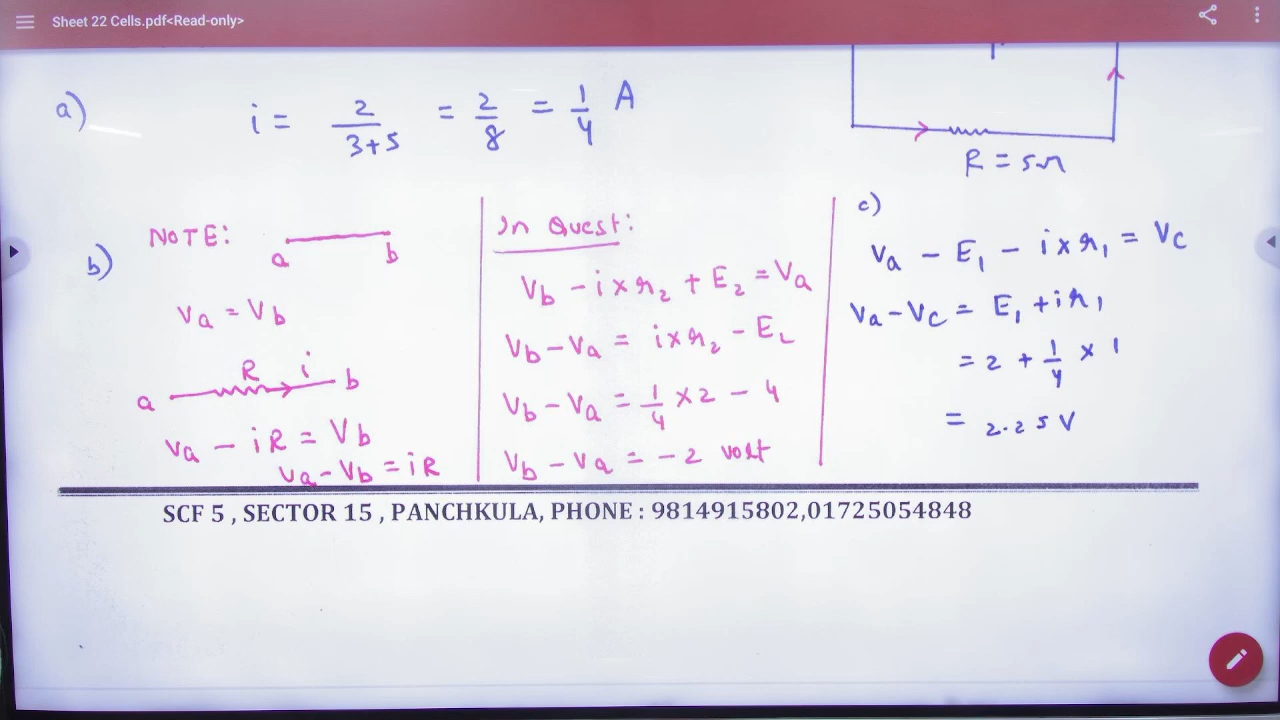 Sheet 22 Cells.pdf<Read-only>
a) i = 2/(3+5) = 2/8 = 1/4 A
R = 5Ω
b) NOTE:
a b
Va = Vb
R i
a b
Va - iR = Vb
Va - Vb = iR
In Quest:
Vb - i×r2 + E2 = Va
Vb - Va = i×r2 - E2
Vb - Va = 1/4 × 2 - 4
Vb - Va = -2 volt
c)
Va - E1 - i×r1 = Vc
Va - Vc = E1 + ir1
= 2 + 1/4 × 1
= 2.25 V
SCF 5 , SECTOR 15 , PANCHKULA, PHONE : 9814915802,01725054848